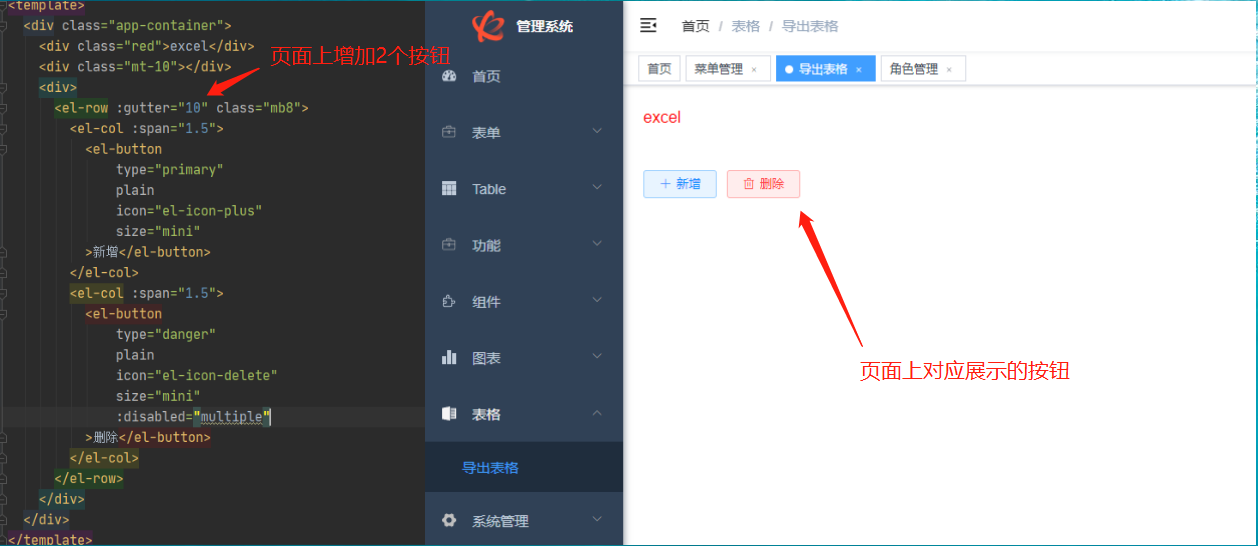 <template>
<div class="app-container">
<div class="red">excel</div>
<div class="mt-10"></div>
<div>
<el-row :gutter="10" class="mb8">
<el-col :span="1.5">
<el-button
type="primary"
plain
icon="el-icon-plus"
size="mini"
>新增</el-button>
</el-col>
<el-col :span="1.5">
<el-button
type="danger"
plain
icon="el-icon-delete"
size="mini"
:disabled="multiple"
>删除</el-button>
</el-col>
</el-row>
</div>
</div>
</template>
页面上增加2个按钮
管理系统
首页
表单
Table
功能
组件
图表
表格
导出表格
系统管理
首页 / 表格 / 导出表格
首页 菜单管理 × 导出表格 × 角色管理 ×
excel
新增 删除
页面上对应展示的按钮